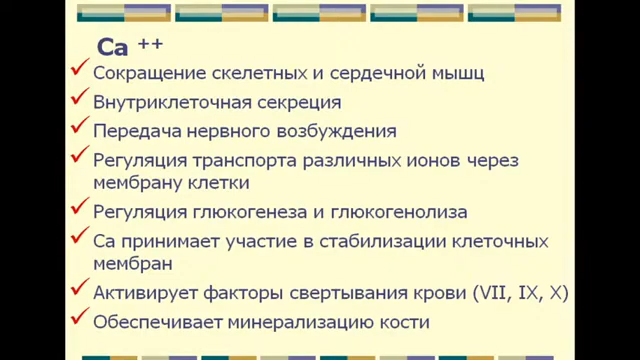 Са ++
Сокращение скелетных и сердечной мышц
Внутриклеточная секреция
Передача нервного возбуждения
Регуляция транспорта различных ионов через
мембрану клетки
Регуляция глюкогенеза и глюкогенолиза
Са принимает участие в стабилизации клеточных
мембран
Активирует факторы свертывания крови (VII, IX, X)
Обеспечивает минерализацию кости